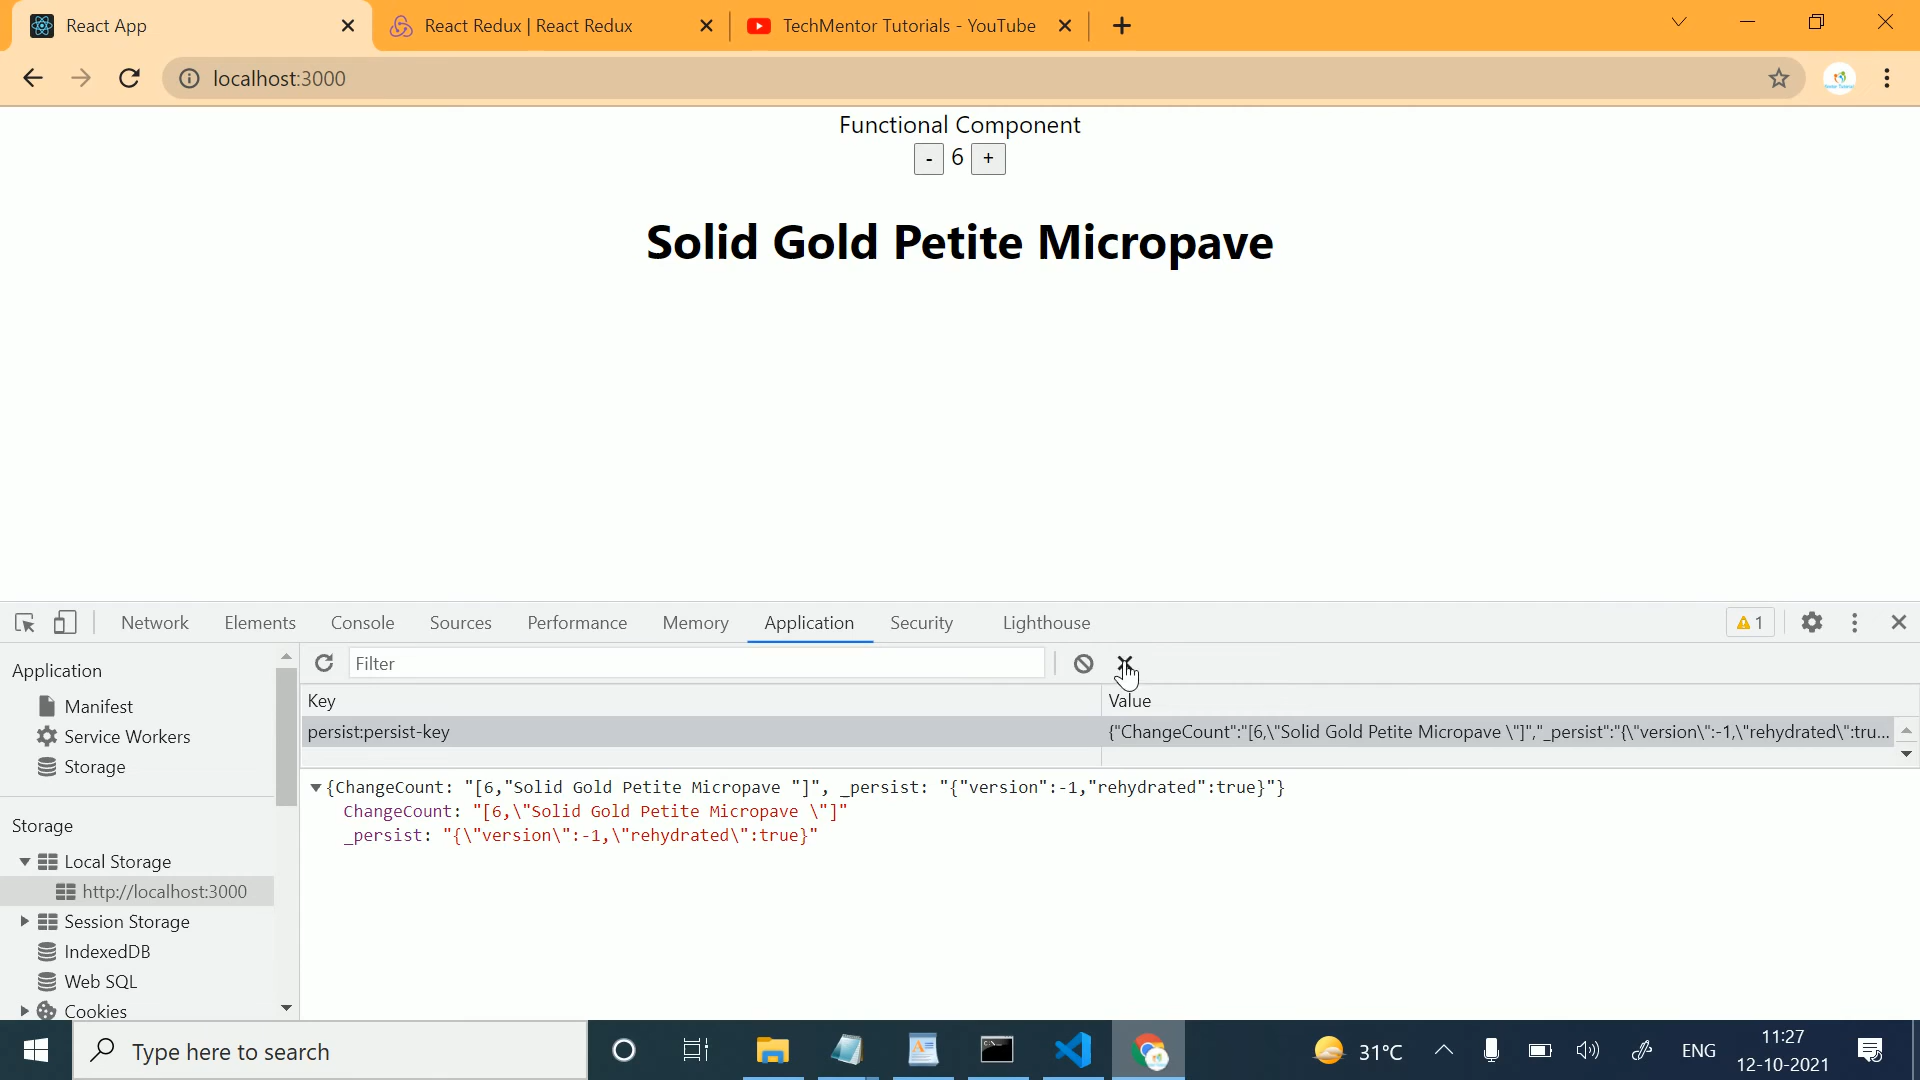 React App
React Redux | React Redux
TechMentor Tutorials - YouTube
localhost:3000
Functional Component
- 6 +
Solid Gold Petite Micropave
Network Elements Console Sources Performance Memory Application Security Lighthouse 1
Application
Manifest
Service Workers
Storage
Storage
Local Storage
http://localhost:3000
Session Storage
IndexedDB
Web SQL
Cookies
Filter
Key Value
persist:persist-key {"ChangeCount":"[6,\"Solid Gold Petite Micropave \"]","_persist":"{\"version\":-1,\"rehydrated\":tru...
{ChangeCount: "[6,"Solid Gold Petite Micropave "]", _persist: "{"version":-1,"rehydrated":true}"}
ChangeCount: "[6,\"Solid Gold Petite Micropave \"]"
_persist: "{\"version\":-1,\"rehydrated\":true}"
Type here to search
31°C
ENG
11:27
12-10-2021